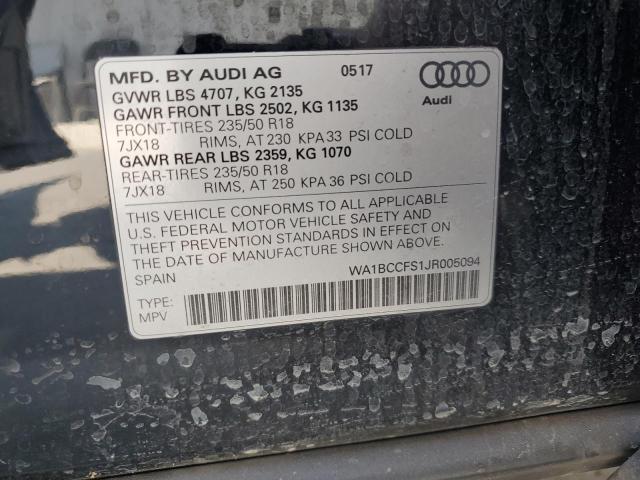 MFD. BY AUDI AG 0517
GVWR LBS 4707, KG 2135
GAWR FRONT LBS 2502, KG 1135
FRONT-TIRES 235/50 R18
7JX18 RIMS, AT 230 KPA 33 PSI COLD
GAWR REAR LBS 2359, KG 1070
REAR-TIRES 235/50 R18
7JX18 RIMS, AT 250 KPA 36 PSI COLD
Audi
THIS VEHICLE CONFORMS TO ALL APPLICABLE
U.S. FEDERAL MOTOR VEHICLE SAFETY AND
THEFT PREVENTION STANDARDS IN EFFECT ON
THE DATE OF MANUFACTURE SHOWN ABOVE.
SPAIN WA1BCCFS1JR005094
TYPE:
MPV